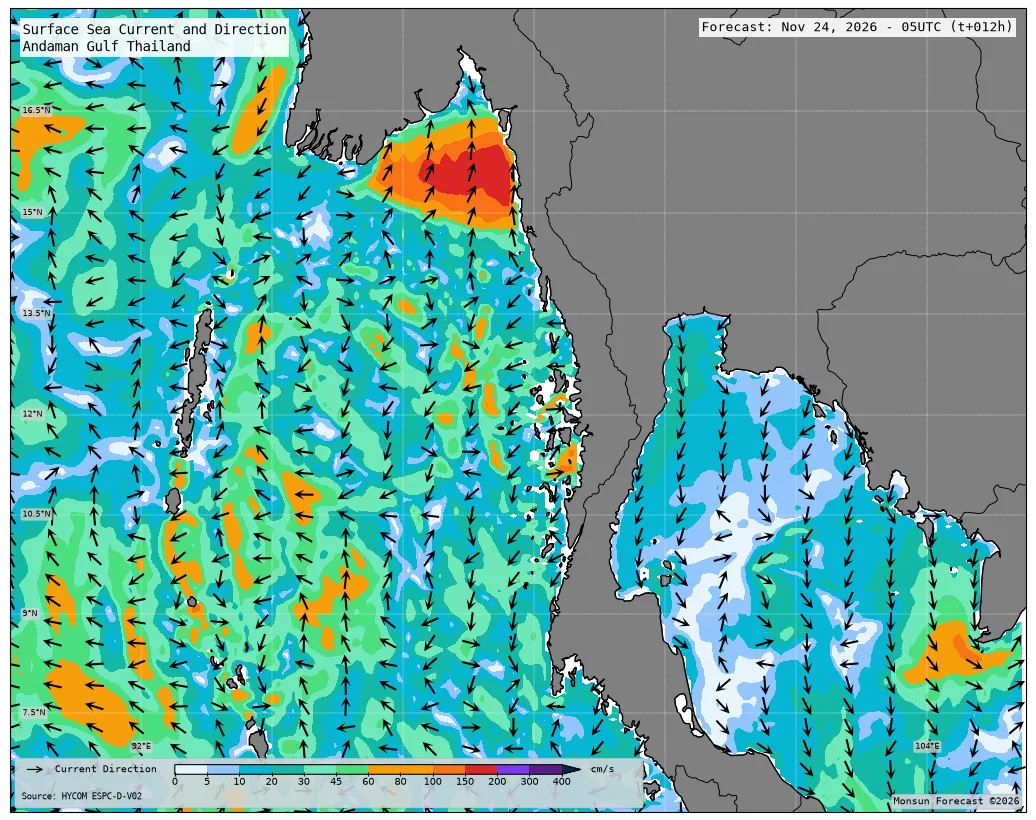 Surface Sea Current and Direction
Andaman Gulf Thailand
Forecast: Nov 24, 2026 - 05UTC (t+012h)
16.5°N
15°N
13.5°N
12°N
10.5°N
9°N
7.5°N
92°E
104°E
Current Direction
cm/s
0 5 10 20 30 45 60 80 100 150 200 300 400
Source: HYCOM ESPC-D-V02
Monsun Forecast ©2026